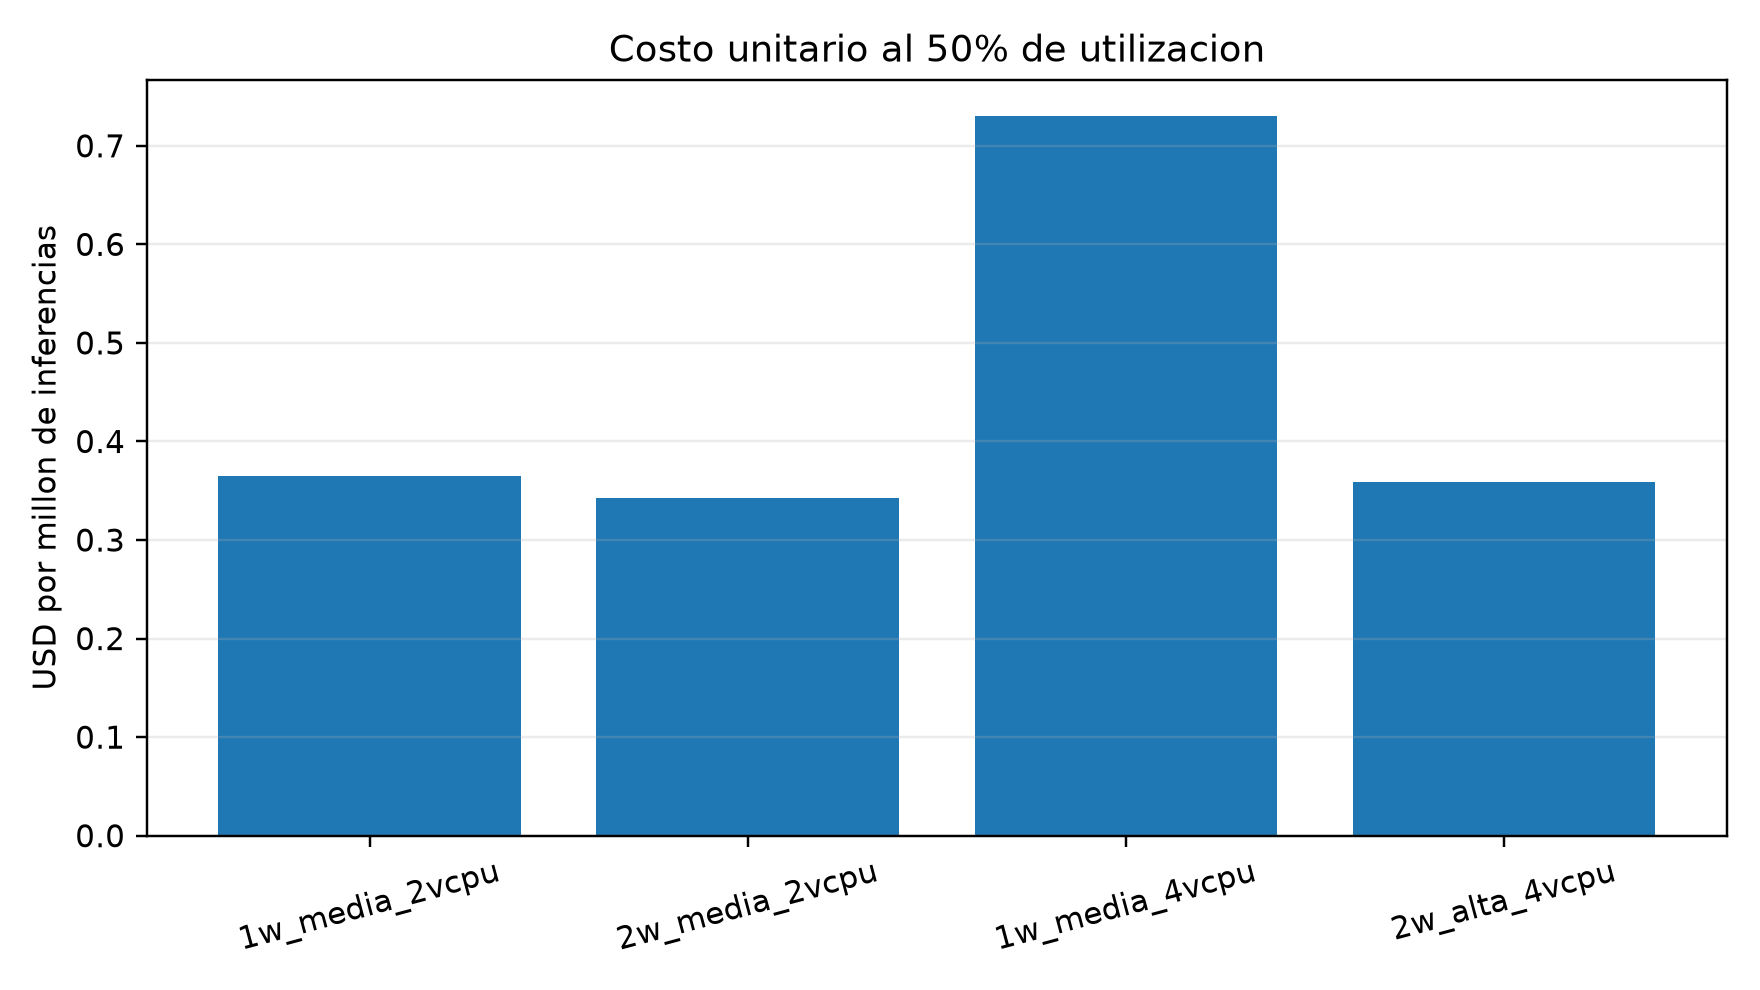 Costo unitario al 50% de utilizacion
USD por millon de inferencias
0.7
0.6
0.5
0.4
0.3
0.2
0.1
0.0
1w_media_2vcpu
2w_media_2vcpu
1w_media_4vcpu
2w_alta_4vcpu